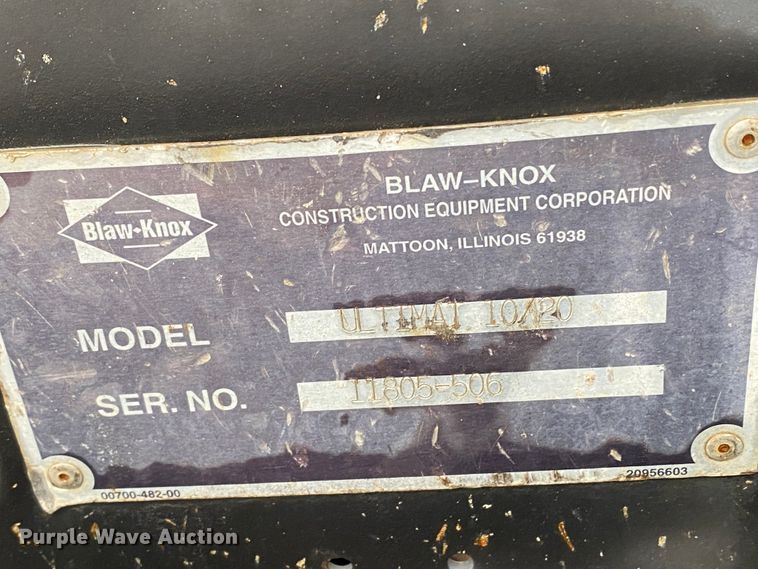 BLAW–KNOX
CONSTRUCTION EQUIPMENT CORPORATION
MATTOON, ILLINOIS 61938
Blaw•Knox
MODEL ULTIMAT 10/20
SER. NO. 11805-506
00700-482-00
20956603
Purple Wave Auction